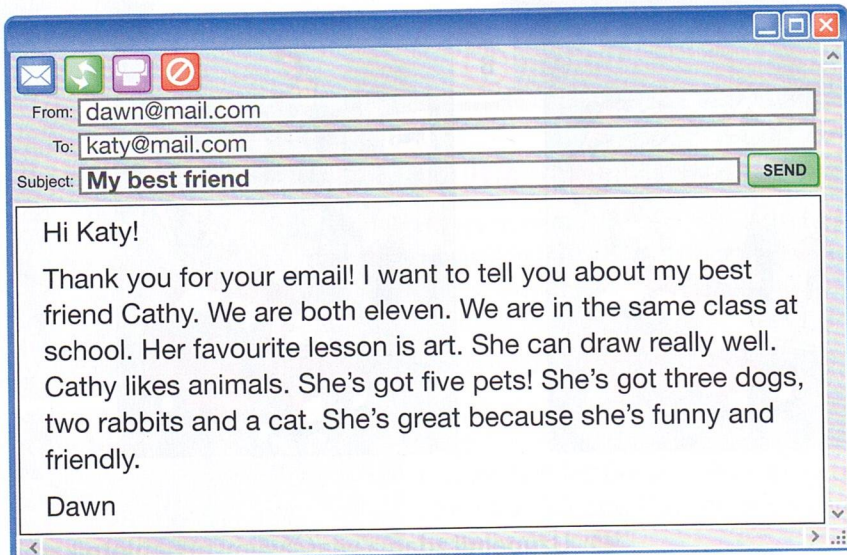 From: dawn@mail.com
To: katy@mail.com
Subject: My best friend
SEND
Hi Katy!
Thank you for your email! I want to tell you about my best
friend Cathy. We are both eleven. We are in the same class at
school. Her favourite lesson is art. She can draw really well.
Cathy likes animals. She's got five pets! She's got three dogs,
two rabbits and a cat. She's great because she's funny and
friendly.
Dawn